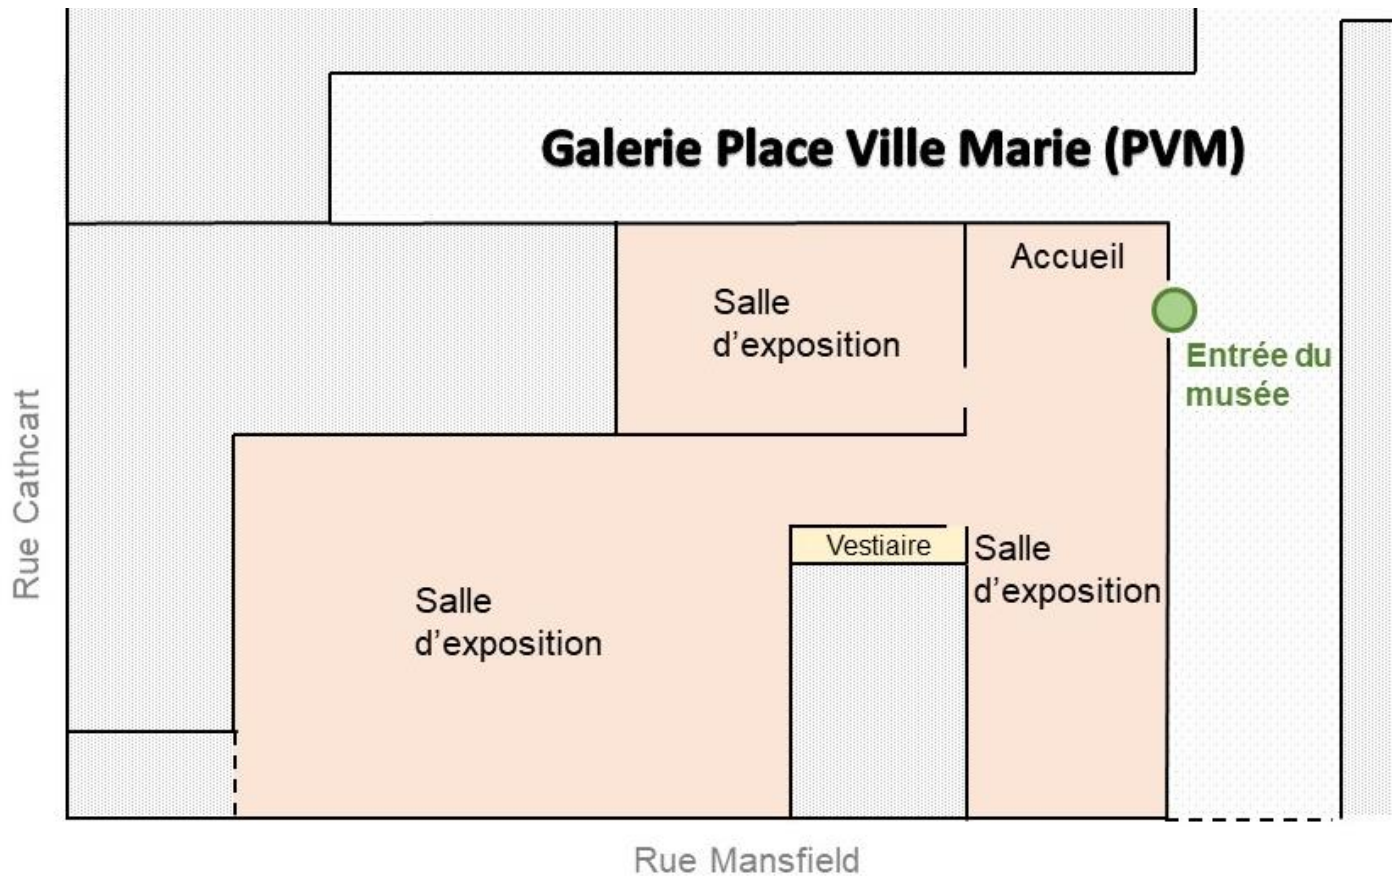 Galerie Place Ville Marie (PVM)
Accueil
Salle
d'exposition
Entrée du
musée
Rue Cathcart
Vestiaire
Salle
d'exposition
Salle
d'exposition
Rue Mansfield